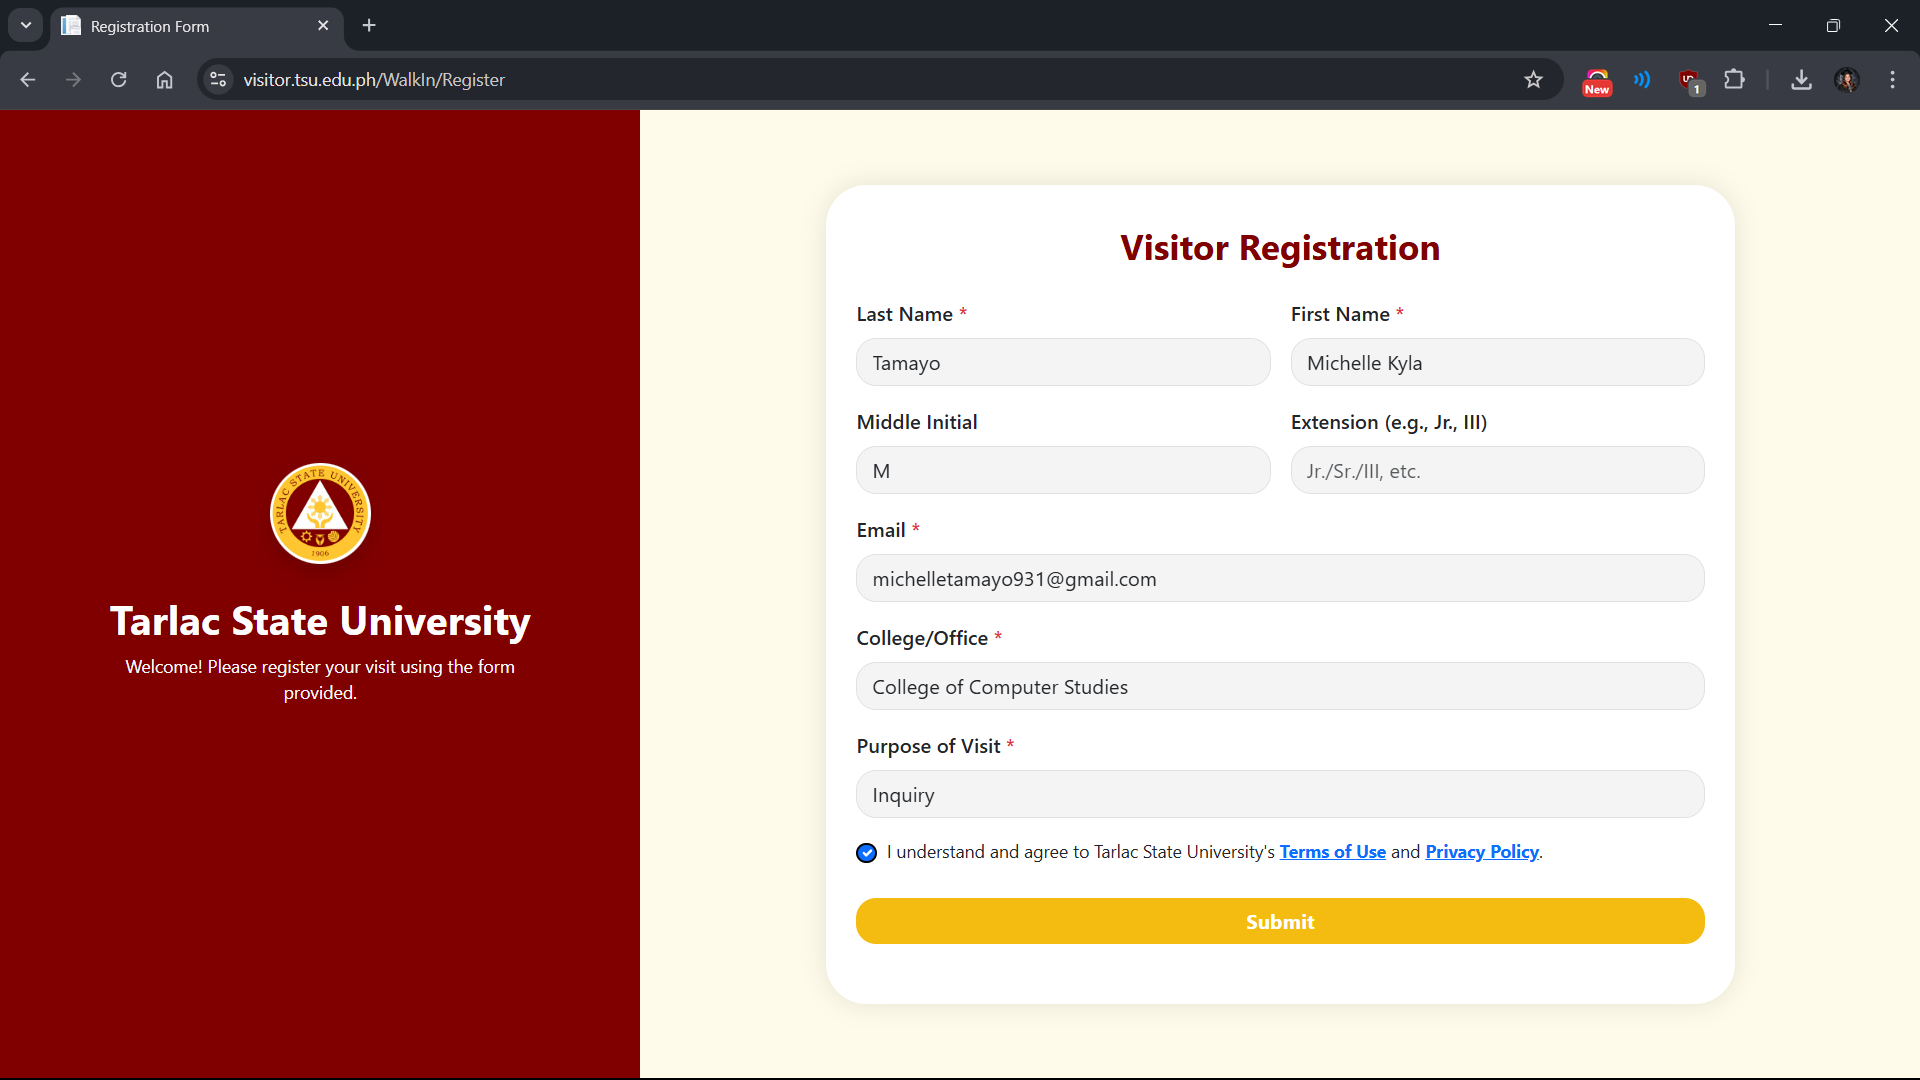 Registration Form
visitor.tsu.edu.ph/WalkIn/Register
New
1
TARLAC STATE UNIVERSITY
1906
Tarlac State University
Welcome! Please register your visit using the form
provided.
Visitor Registration
Last Name *
First Name *
Tamayo
Michelle Kyla
Middle Initial
Extension (e.g., Jr., III)
M
Jr./Sr./III, etc.
Email *
michelletamayo931@gmail.com
College/Office *
College of Computer Studies
Purpose of Visit *
Inquiry
I understand and agree to Tarlac State University's Terms of Use and Privacy Policy.
Submit